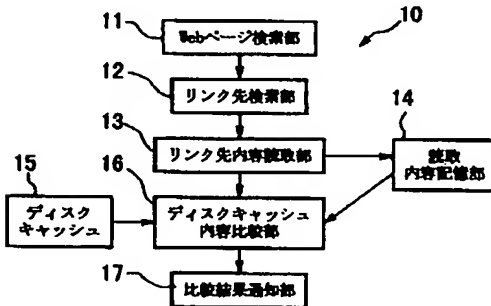 11
Webページ検索部
10
12
リンク先検索部
13
リンク先内容読取部
14
読取
内容記憶部
15
ディスク
キャッシュ
16
ディスクキャッシュ
内容比較部
17
比較結果通知部